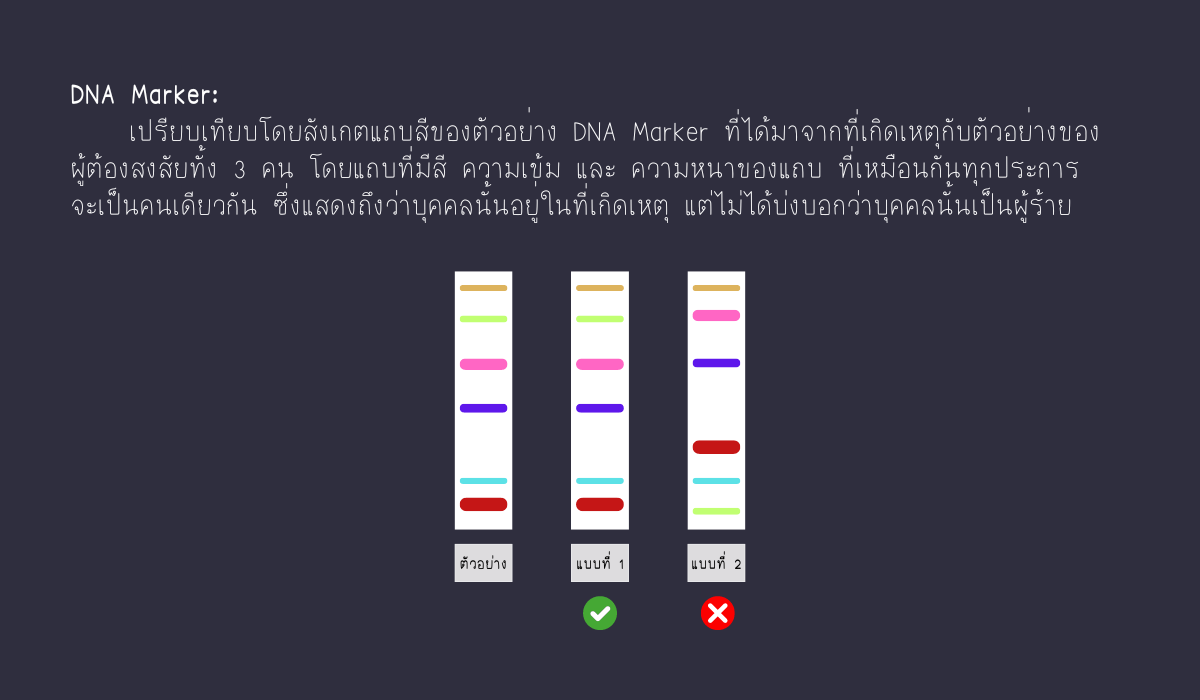 DNA Marker:
เปรียบเทียบโดยสังเกตแถบสีของตัวอย่าง DNA Marker ที่ได้มาจากที่เกิดเหตุกับตัวอย่างของ
ผู้ต้องสงสัยทั้ง 3 คน โดยแถบที่มีสี ความเข้ม และ ความหนาของแถบ ที่เหมือนกันทุกประการ
จะเป็นคนเดียวกัน ซึ่งแสดงถึงว่าบุคคลนั้นอยู่ในที่เกิดเหตุ แต่ไม่ได้บ่งบอกว่าบุคคลนั้นเป็นผู้ร้าย
ตัวอย่าง
แบบที่ 1
แบบที่ 2